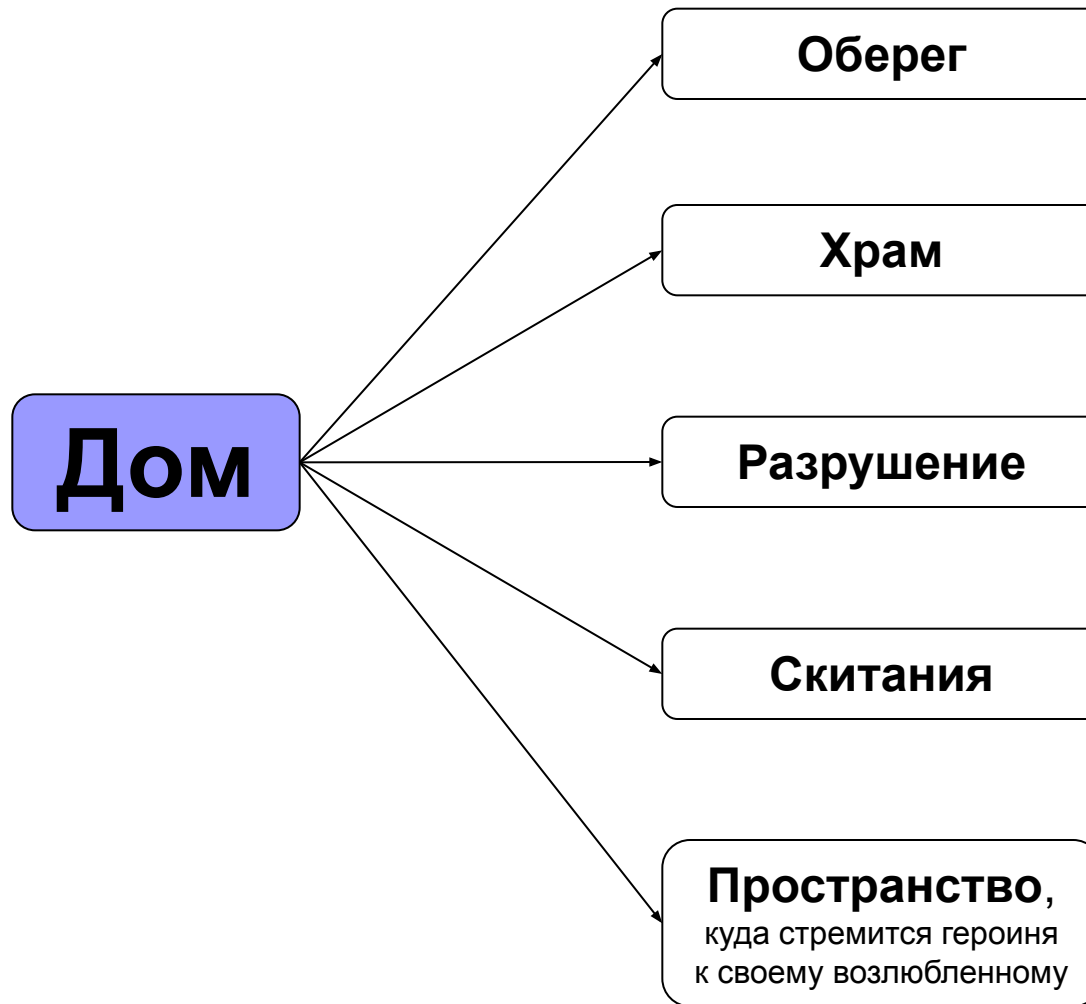 Оберег
Храм
Дом
Разрушение
Скитания
Пространство,
куда стремится героиня
к своему возлюбленному